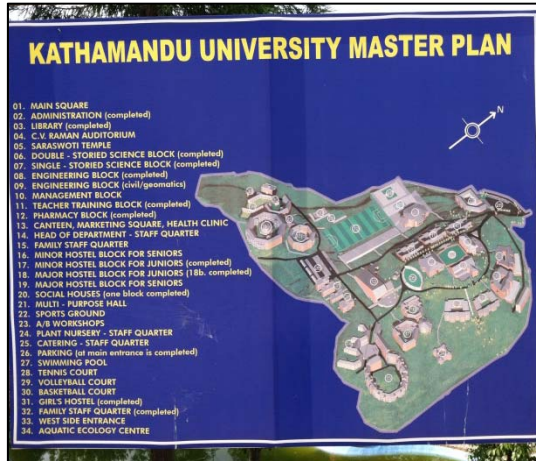 KATHAMANDU UNIVERSITY MASTER PLAN
N
01. MAIN SQUARE
02. ADMINISTRATION (completed)
03. LIBRARY (completed)
04. C.V. RAMAN AUDITORIUM
05. SARASWOTI TEMPLE
06. DOUBLE - STORIED SCIENCE BLOCK (completed)
07. SINGLE - STORIED SCIENCE BLOCK (completed)
08. ENGINEERING BLOCK (completed)
09. ENGINEERING BLOCK (civil/geomatics)
10. MANAGEMENT BLOCK
11. TEACHER TRAINING BLOCK (completed)
12. PHARMACY BLOCK (completed)
13. CANTEEN, MARKETING SQUARE, HEALTH CLINIC
14. HEAD OF DEPARTMENT - STAFF QUARTER
15. FAMILY STAFF QUARTER
16. MINOR HOSTEL BLOCK FOR SENIORS
17. MINOR HOSTEL BLOCK FOR JUNIORS (completed)
18. MAJOR HOSTEL BLOCK FOR JUNIORS (18b. completed)
19. MAJOR HOSTEL BLOCK FOR SENIORS
20. SOCIAL HOUSES (one block completed)
21. MULTI - PURPOSE HALL
22. SPORTS GROUND
23. A/B WORKSHOPS
24. PLANT NURSERY - STAFF QUARTER
25. CATERING - STAFF QUARTER
26. PARKING (at main entrance is completed)
27. SWIMMING POOL
28. TENNIS COURT
29. VOLLEYBALL COURT
30. BASKETBALL COURT
31. GIRL'S HOSTEL (completed)
32. FAMILY STAFF QUARTER (completed)
33. WEST SIDE ENTRANCE
34. AQUATIC ECOLOGY CENTRE